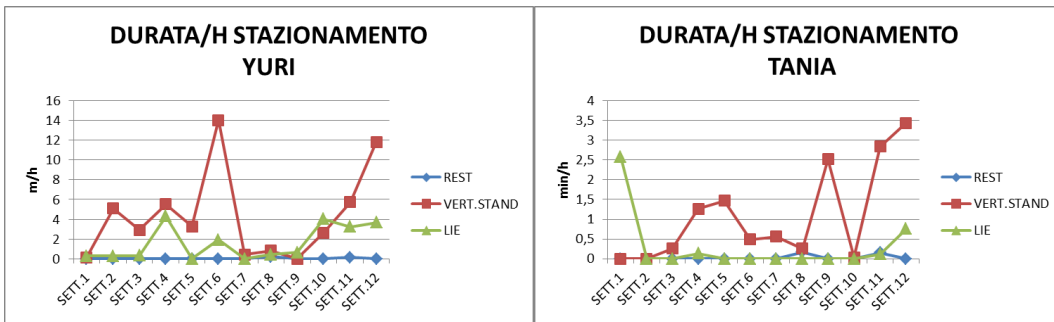 DURATA/H STAZIONAMENTO
YURI
16
14
12
10
8
6
4
2
0
m/h
SETT.1
SETT.2
SETT.3
SETT.4
SETT.5
SETT.6
SETT.7
SETT.8
SETT.9
SETT.10
SETT.11
SETT.12
REST
VERT.STAND
LIE
DURATA/H STAZIONAMENTO
TANIA
4
3,5
3
2,5
2
1,5
1
0,5
0
min/h
SETT.1
SETT.2
SETT.3
SETT.4
SETT.5
SETT.6
SETT.7
SETT.8
SETT.9
SETT.10
SETT.11
SETT.12
REST
VERT.STAND
LIE